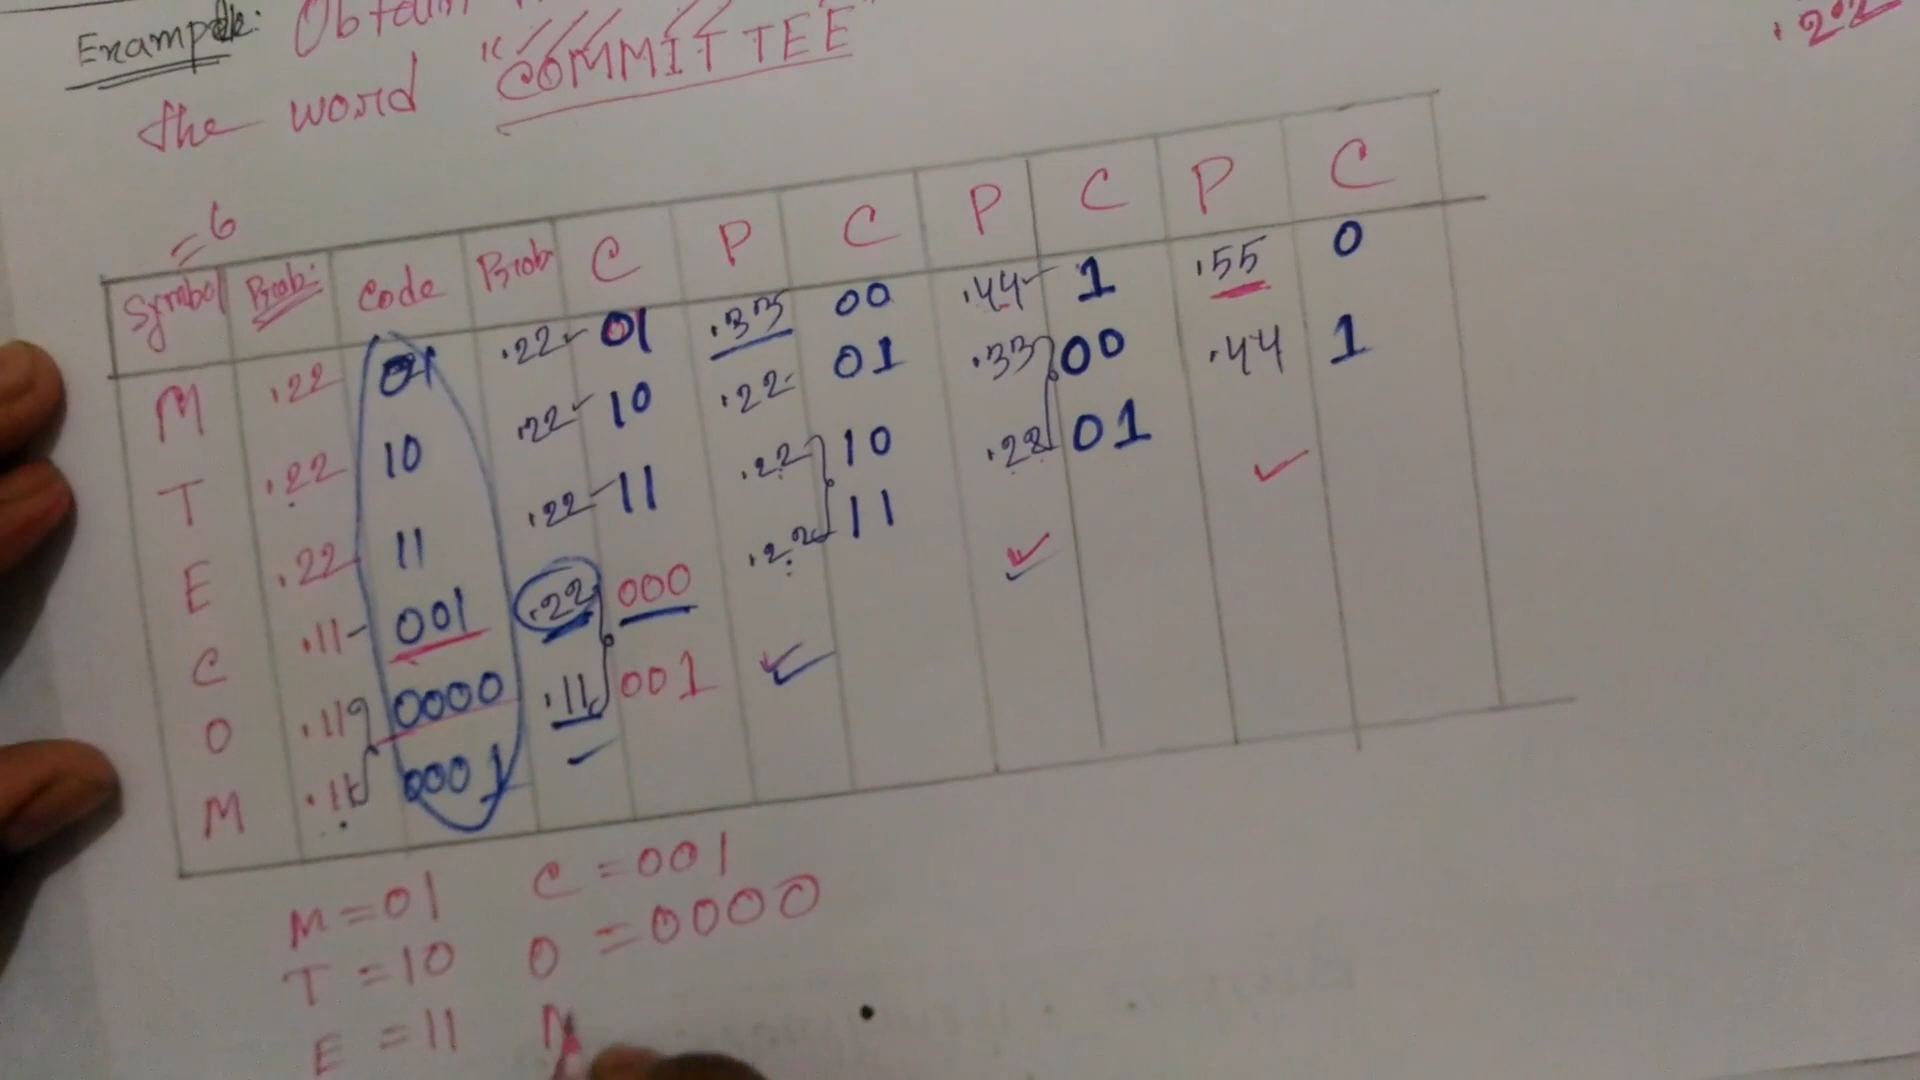 Example: Obtain
the word "COMMITTEE"
.22
=6
Symbol Prob: Code Prob C P C P C P C
M .22 01 .22 01 .33 00 .44 1 .55 0
T .22 10 .22 10 .22 01 .33 00 .44 1
E .22 11 .22 11 .22 10 .22 01
C .11 001 .22 000 .22 11
O .11 0000 .11 001
M .11 0001
M = 01 C = 001
T = 10 O = 0000
E = 11 M